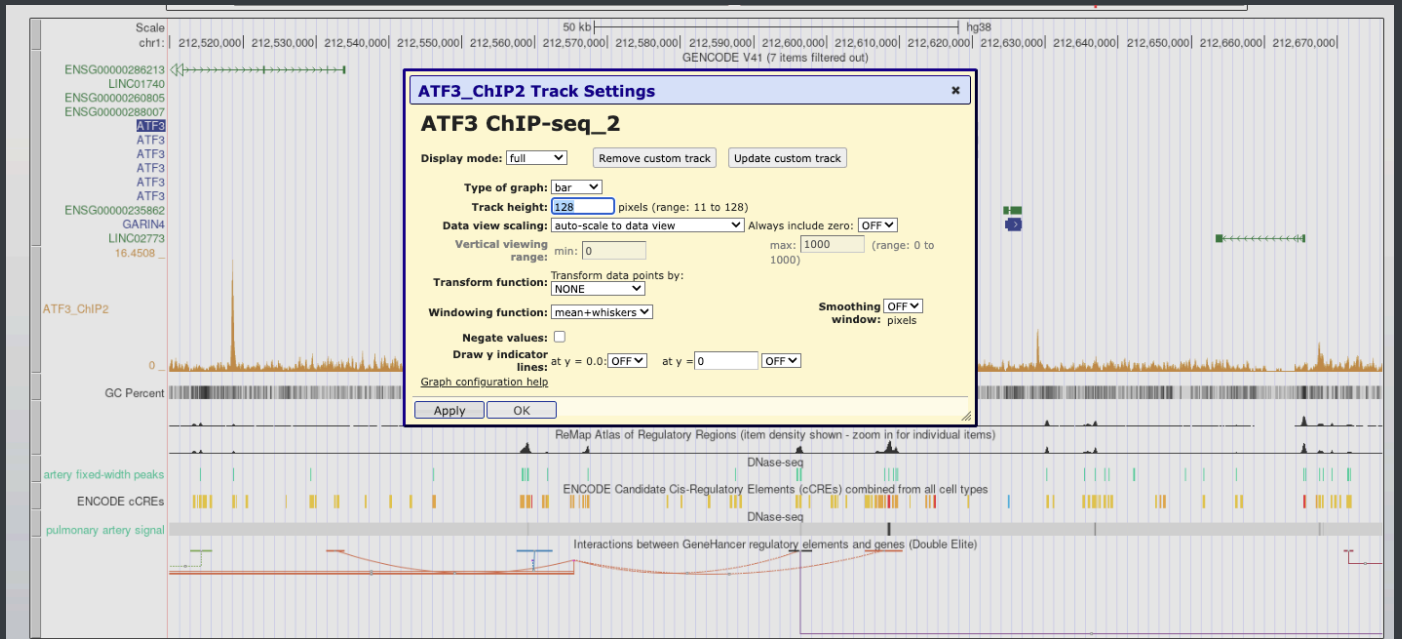 Scale 50 kb hg38
chr1: 212,520,000 212,530,000 212,540,000 212,550,000 212,560,000 212,570,000 212,580,000 212,590,000 212,600,000 212,610,000 212,620,000 212,630,000 212,640,000 212,650,000 212,660,000 212,670,000
GENCODE V41 (7 items filtered out)
ENSG00000286213
LINC01740
ENSG00000260805
ENSG00000288007
ATF3
ATF3
ATF3
ATF3
ATF3
ATF3
ENSG00000235862
GARIN4
LINC02773
16.4508 _
ATF3_ChIP2
0 _
ATF3_ChIP2 Track Settings ×
ATF3 ChIP-seq_2
Display mode: full Remove custom track Update custom track
Type of graph: bar
Track height: 128 pixels (range: 11 to 128)
Data view scaling: auto-scale to data view Always include zero: OFF
Vertical viewing range: min: 0 max: 1000 (range: 0 to 1000)
Transform function: Transform data points by: NONE
Windowing function: mean+whiskers Smoothing window: OFF pixels
Negate values:
Draw y indicator lines: at y = 0.0: OFF at y = 0 OFF
Graph configuration help
Apply OK
GC Percent
ReMap Atlas of Regulatory Regions (item density shown - zoom in for individual items)
DNase-seq
artery fixed-width peaks
ENCODE Candidate Cis-Regulatory Elements (cCREs) combined from all cell types
ENCODE cCREs
DNase-seq
pulmonary artery signal
Interactions between GeneHancer regulatory elements and genes (Double Elite)